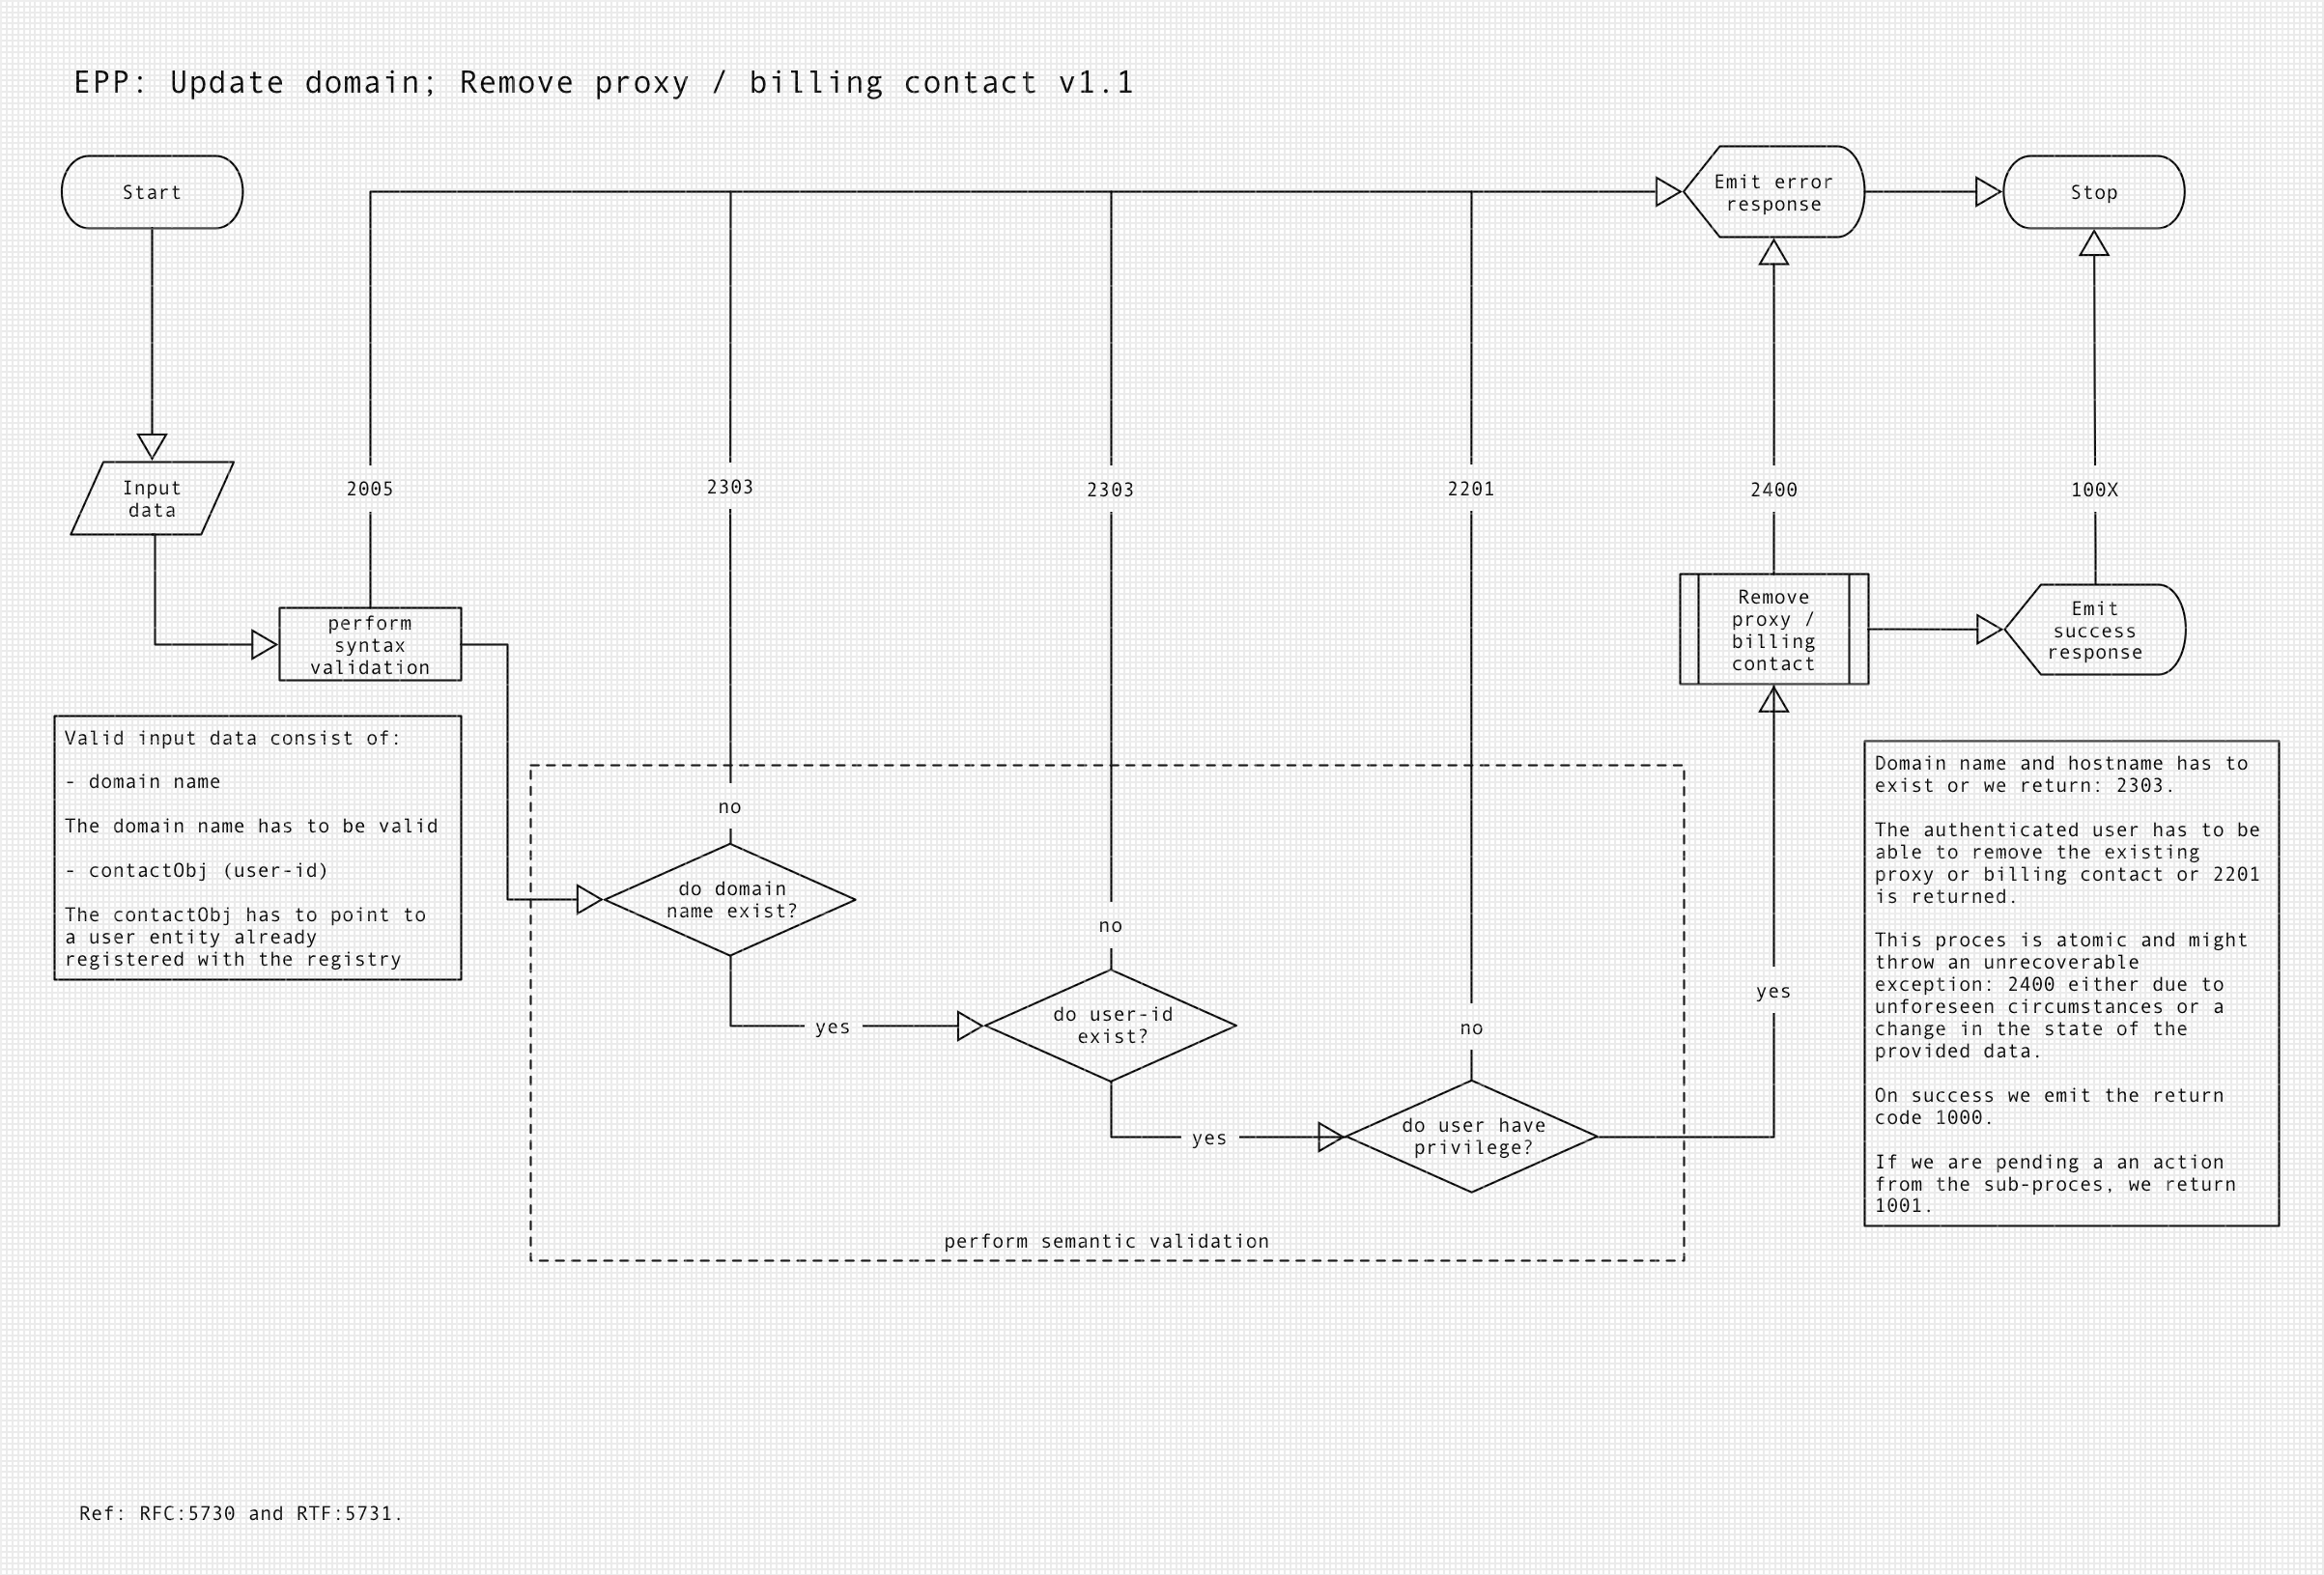 EPP: Update domain; Remove proxy / billing contact v1.1
Start
Emit error
response
Stop
Input
data
2005
2303
2303
2201
2400
100X
perform
syntax
validation
Remove
proxy /
billing
contact
Emit
success
response
Valid input data consist of:
- domain name
The domain name has to be valid
- contactObj (user-id)
The contactObj has to point to
a user entity already
registered with the registry
no
do domain
name exist?
yes
no
do user-id
exist?
yes
no
do user have
privilege?
yes
perform semantic validation
Domain name and hostname has to
exist or we return: 2303.
The authenticated user has to be
able to remove the existing
proxy or billing contact or 2201
is returned.
This proces is atomic and might
throw an unrecoverable
exception: 2400 either due to
unforeseen circumstances or a
change in the state of the
provided data.
On success we emit the return
code 1000.
If we are pending a an action
from the sub-proces, we return
1001.
Ref: RFC:5730 and RTF:5731.